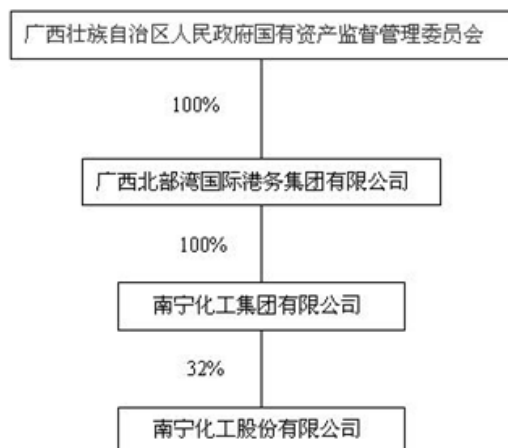 广西壮族自治区人民政府国有资产监督管理委员会
100%
广西北部湾国际港务集团有限公司
100%
南宁化工集团有限公司
32%
南宁化工股份有限公司